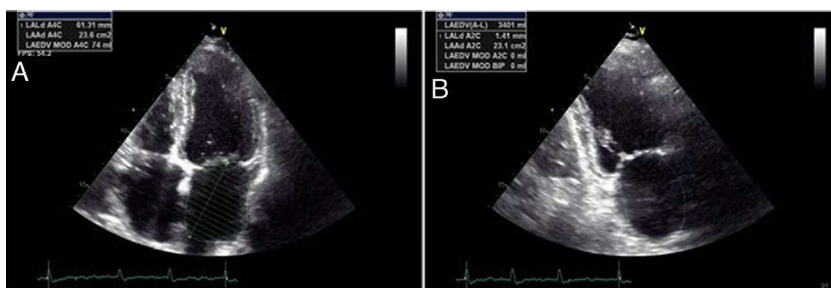 LALd A4C 61.31 mm
LAAd A4C 23.6 cm2
LAEDV MOD A4C 74 ml
A
V
LAEDV(A-L) 3401 ml
LALd A2C 1.41 mm
LAAd A2C 23.1 cm2
LAEDV MOD A2C 0 ml
LAEDV MOD BIP 0 ml
B
V